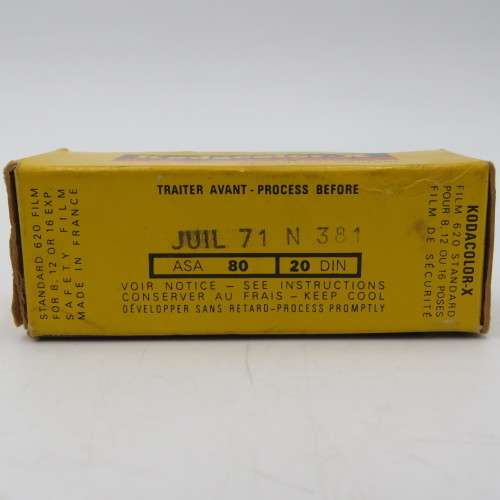 STANDARD 620 FILM
FOR 8, 12 OR 16 EXP
SAFETY FILM
MADE IN FRANCE
TRAITER AVANT - PROCESS BEFORE
JUIL 71 N 381
ASA 80 20 DIN
VOIR NOTICE - SEE INSTRUCTIONS
CONSERVER AU FRAIS - KEEP COOL
DÉVELOPPER SANS RETARD-PROCESS PROMPTLY
KODACOLOR-X
FILM 620 STANDARD
POUR 8, 12 OU 16 POSES
FILM DE SÉCURITÉ